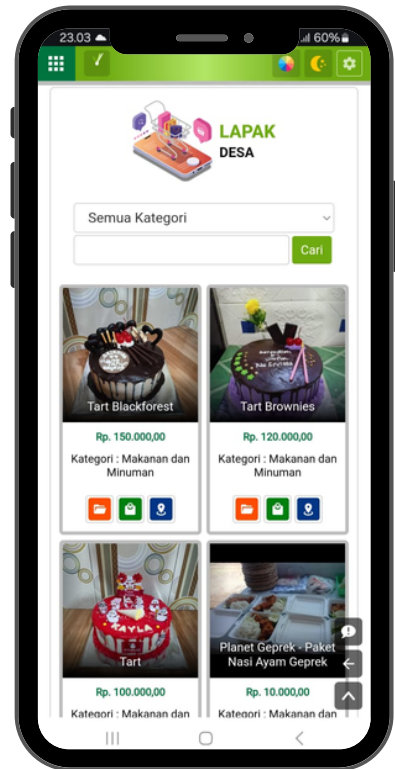 23.03
60%
LAPAK
DESA
Semua Kategori
Cari
Tart Blackforest
Tart Brownies
Rp. 150.000,00
Rp. 120.000,00
Kategori : Makanan dan
Minuman
Kategori : Makanan dan
Minuman
KAYLA
Tart
Planet Geprek - Paket
Nasi Ayam Geprek
Rp. 100.000,00
Rp. 10.000,00
Kategori : Makanan dan
Kategori : Makanan dan